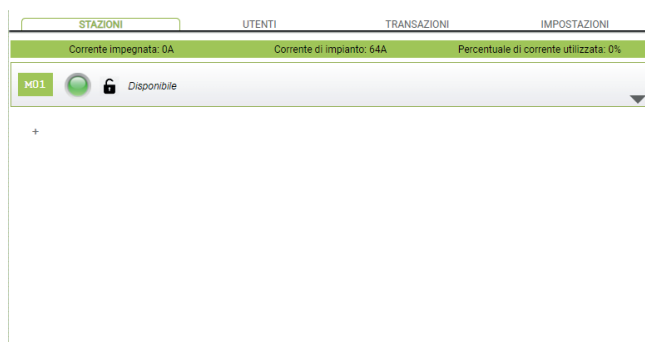 STAZIONI UTENTI TRANSAZIONI IMPOSTAZIONI
Corrente impegnata: 0A Corrente di impianto: 64A Percentuale di corrente utilizzata: 0%
M01 Disponibile
+